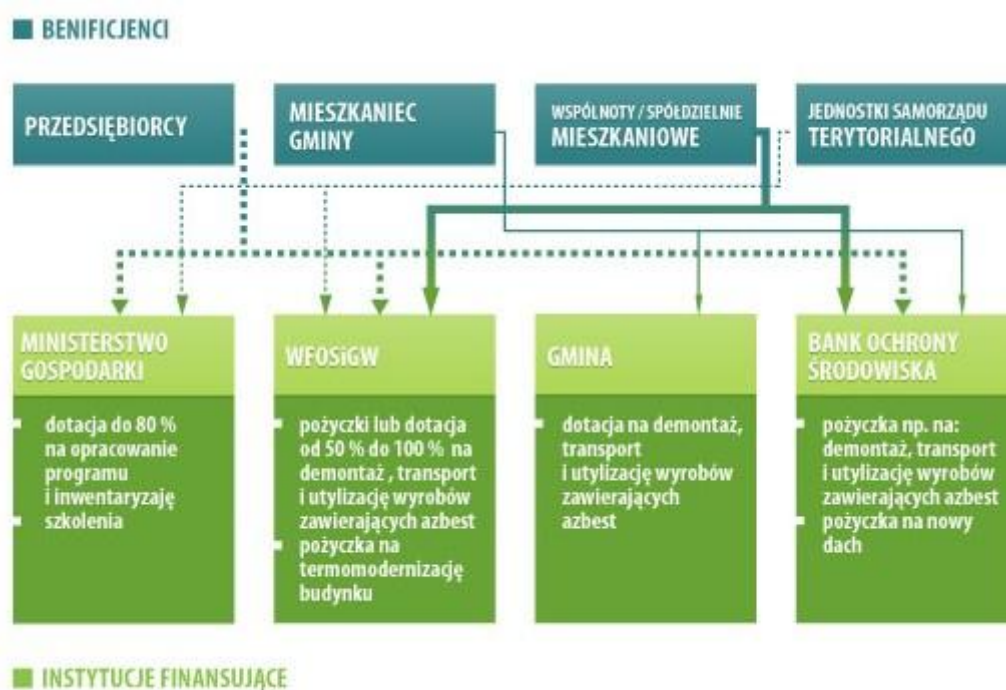 BENIFICJENCI
PRZEDSIĘBIORCY
MIESZKANIEC
GMINY
WSPÓLNOTY / SPÓŁDZIELNIE
MIESZKANIOWE
JEDNOSTKI SAMORZĄDU
TERYTORIALNEGO
MINISTERSTWO
GOSPODARKI
dotacja do 80 %
na opracowanie
programu
i inwentaryzaję
szkolenia
WFOSiGW
pożyczki lub dotacja
od 50 % do 100 % na
demontaż , transport
i utylizację wyrobów
zawierających azbest
pożyczka na
termomodernizację
budynku
GMINA
dotacja na demontaż,
transport
i utylizację wyrobów
zawierających
azbest
BANK OCHRONY
ŚRODOWISKA
pożyczka np. na:
demontaż, transport
i utylizację wyrobów
zawierających azbest
pożyczka na nowy
dach
INSTYTUCJE FINANSUJĄCE